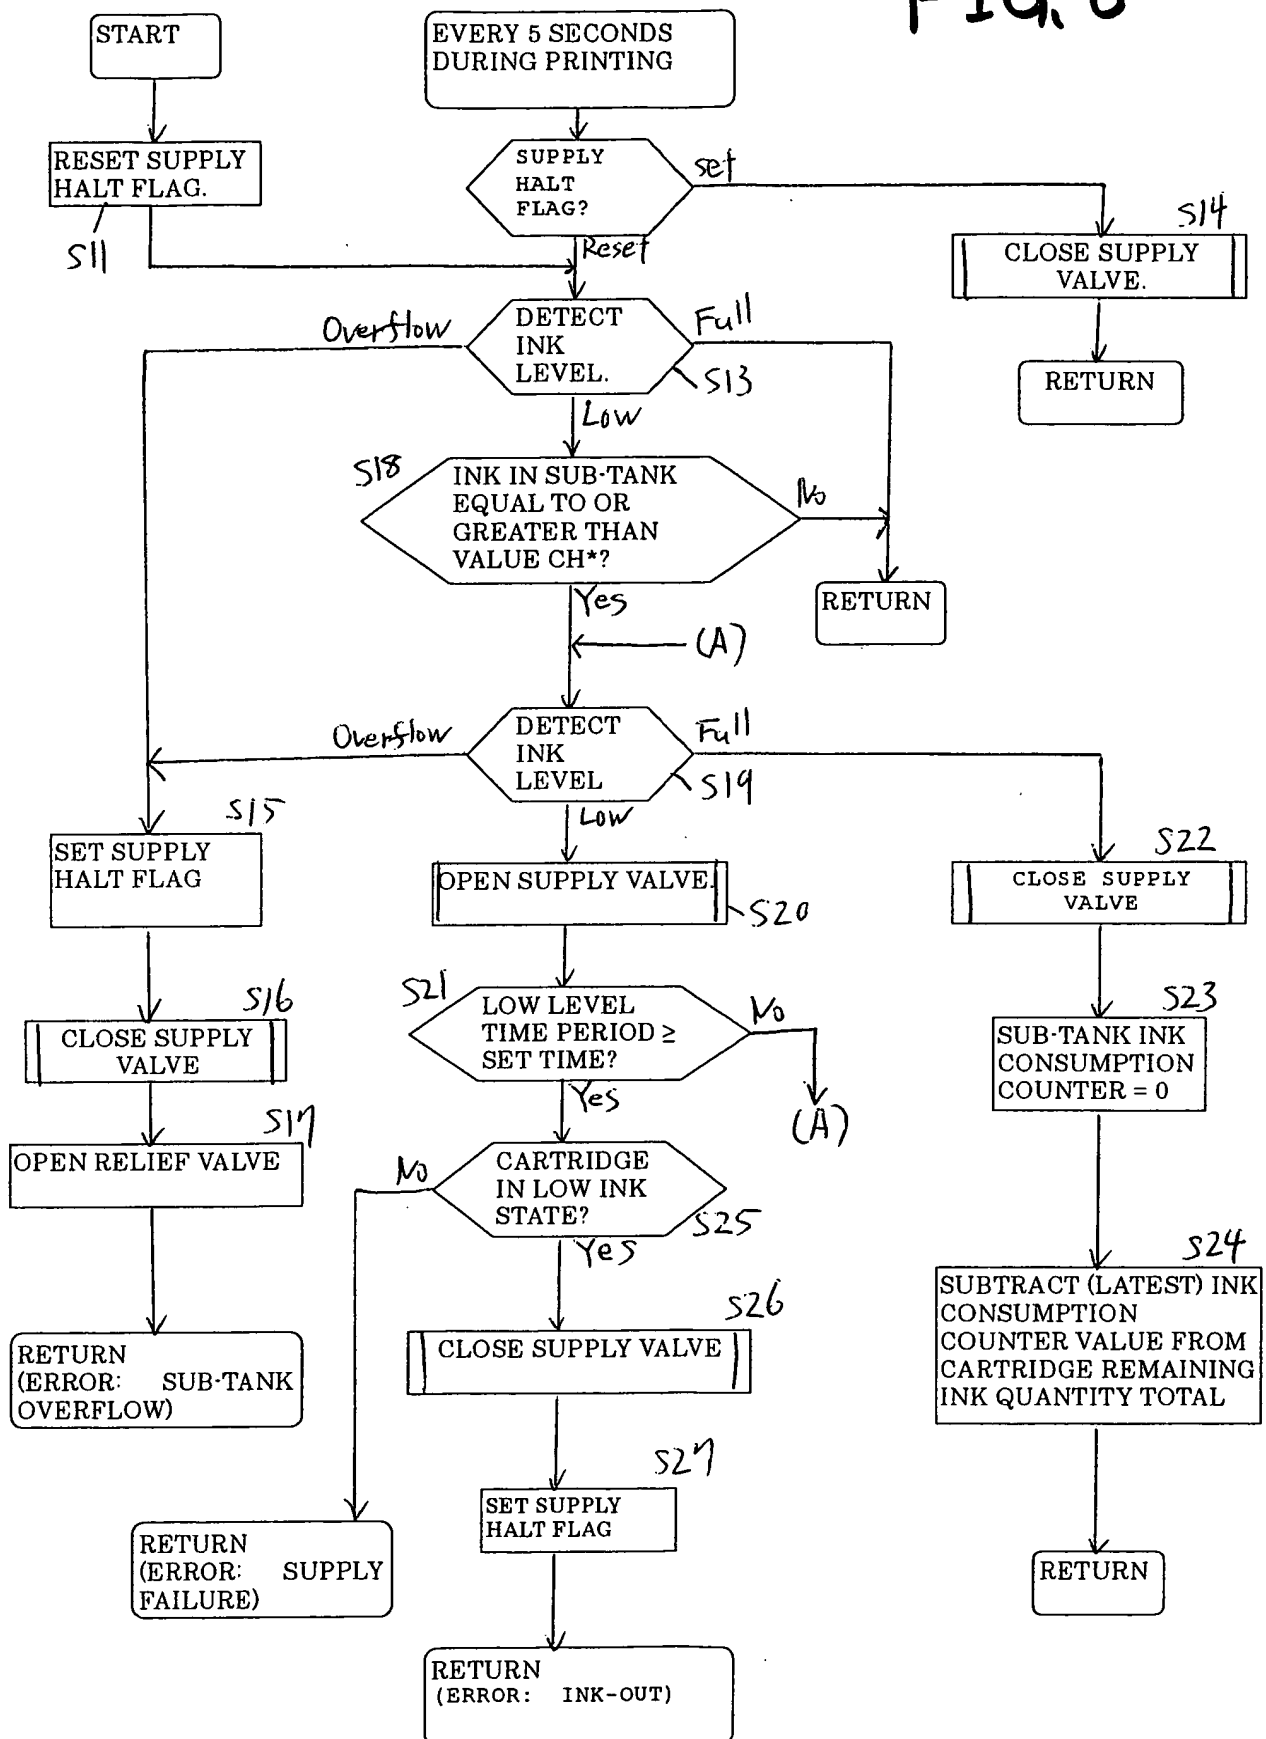 FIG. 6
START
EVERY 5 SECONDS
DURING PRINTING
RESET SUPPLY
HALT FLAG.
S11
SUPPLY
HALT
FLAG?
set
Reset
S14
CLOSE SUPPLY
VALVE.
RETURN
DETECT
INK
LEVEL.
Overflow
Full
S13
Low
S18
INK IN SUB-TANK
EQUAL TO OR
GREATER THAN
VALUE CH*?
No
Yes
RETURN
(A)
DETECT
INK
LEVEL
Overflow
Full
S19
Low
S15
SET SUPPLY
HALT FLAG
OPEN SUPPLY VALVE.
S20
S22
CLOSE SUPPLY
VALVE
S16
CLOSE SUPPLY
VALVE
S21
LOW LEVEL
TIME PERIOD ≥
SET TIME?
No
Yes
(A)
S23
SUB-TANK INK
CONSUMPTION
COUNTER = 0
S17
OPEN RELIEF VALVE
No
CARTRIDGE
IN LOW INK
STATE?
S25
Yes
S24
SUBTRACT (LATEST) INK
CONSUMPTION
COUNTER VALUE FROM
CARTRIDGE REMAINING
INK QUANTITY TOTAL
S26
CLOSE SUPPLY VALVE
RETURN
(ERROR: SUB-TANK
OVERFLOW)
S27
SET SUPPLY
HALT FLAG
RETURN
(ERROR: SUPPLY
FAILURE)
RETURN
RETURN
(ERROR: INK-OUT)